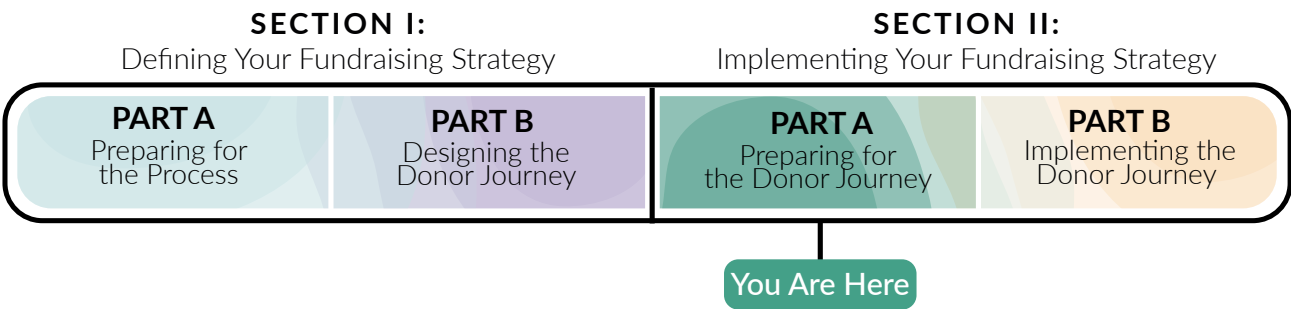 SECTION I:
Defining Your Fundraising Strategy
SECTION II:
Implementing Your Fundraising Strategy
PART A
Preparing for
the Process
PART B
Designing the
Donor Journey
PART A
Preparing for
the Donor Journey
PART B
Implementing the
Donor Journey
You Are Here